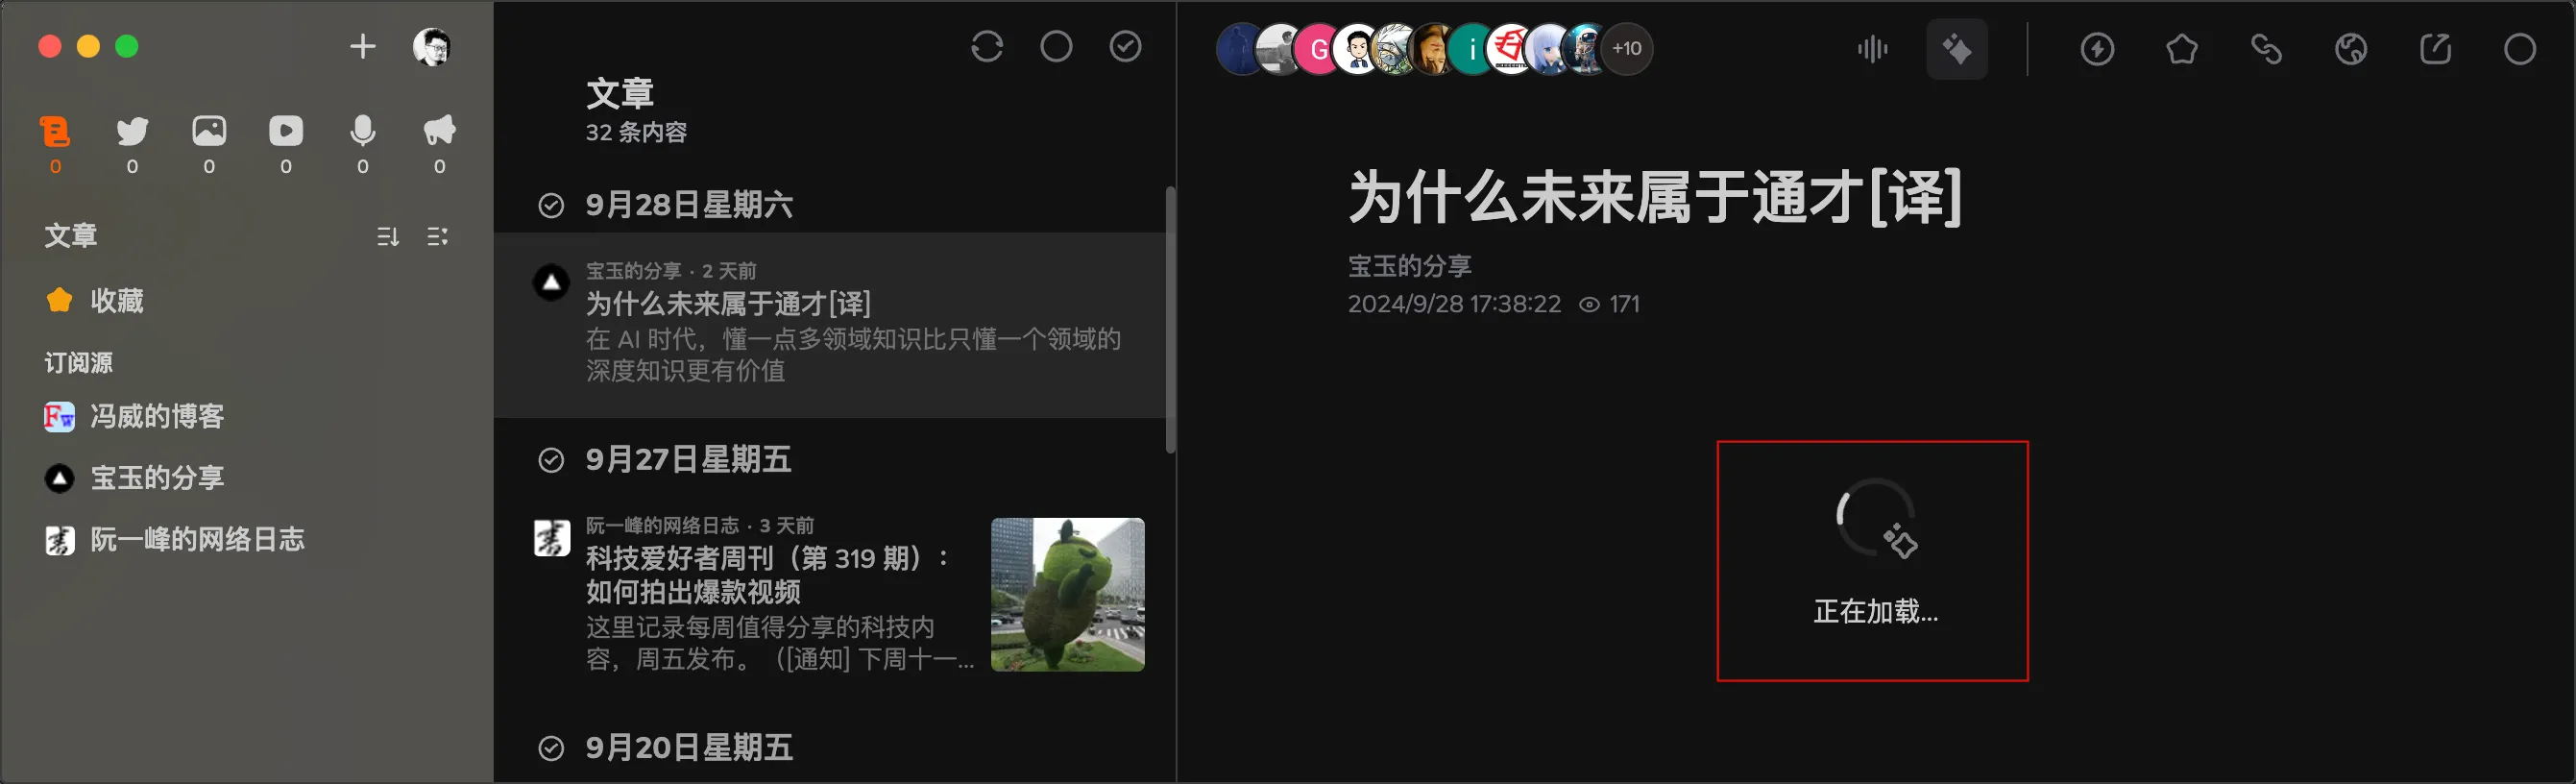 0
0
0
0
0
0
文章
收藏
订阅源
冯威的博客
宝玉的分享
阮一峰的网络日志
文章
32 条内容
9月28日星期六
宝玉的分享 · 2 天前
为什么未来属于通才[译]
在 AI 时代，懂一点多领域知识比只懂一个领域的
深度知识更有价值
9月27日星期五
阮一峰的网络日志 · 3 天前
科技爱好者周刊（第 319 期）：
如何拍出爆款视频
这里记录每周值得分享的科技内
容，周五发布。（[通知] 下周十一...
9月20日星期五
G
i
+10
为什么未来属于通才[译]
宝玉的分享
2024/9/28 17:38:22 171
正在加载...